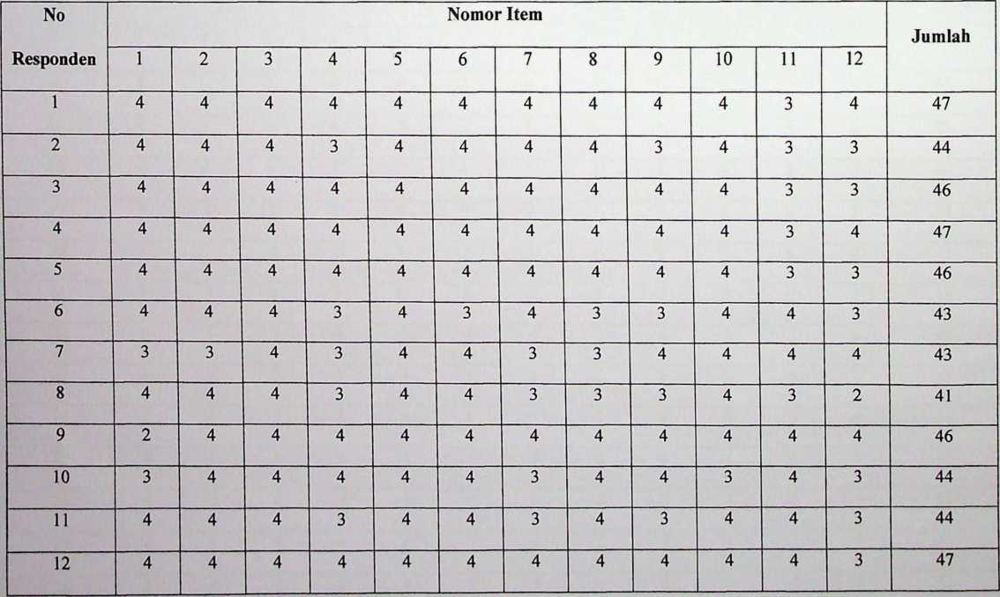 No Nomor Item
Jumlah
Responden 1 2 3 4 5 6 7 8 9 10 11 12
1 4 4 4 4 4 4 4 4 4 4 3 4 47
2 4 4 4 3 4 4 4 4 3 4 3 3 44
3 4 4 4 4 4 4 4 4 4 4 3 3 46
4 4 4 4 4 4 4 4 4 4 4 3 4 47
5 4 4 4 4 4 4 4 4 4 4 3 3 46
6 4 4 4 3 4 3 4 3 3 4 4 3 43
7 3 3 4 3 4 4 3 3 4 4 4 4 43
8 4 4 4 3 4 4 3 3 3 4 3 2 41
9 2 4 4 4 4 4 4 4 4 4 4 4 46
10 3 4 4 4 4 4 3 4 4 3 4 3 44
11 4 4 4 3 4 4 3 4 3 4 4 3 44
12 4 4 4 4 4 4 4 4 4 4 4 3 47